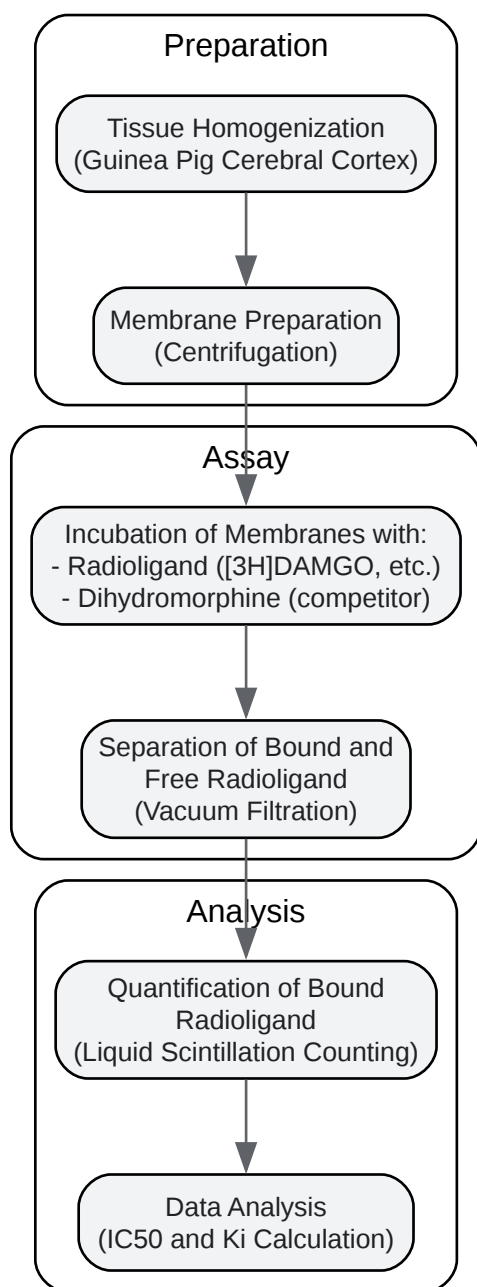 Preparation
Tissue Homogenization
(Guinea Pig Cerebral Cortex)
Membrane Preparation
(Centrifugation)
Assay
Incubation of Membranes with:
- Radioligand ([3H]DAMGO, etc.)
- Dihydromorphine (competitor)
Separation of Bound and
Free Radioligand
(Vacuum Filtration)
Analysis
Quantification of Bound
Radioligand
(Liquid Scintillation Counting)
Data Analysis
(IC50 and Ki Calculation)